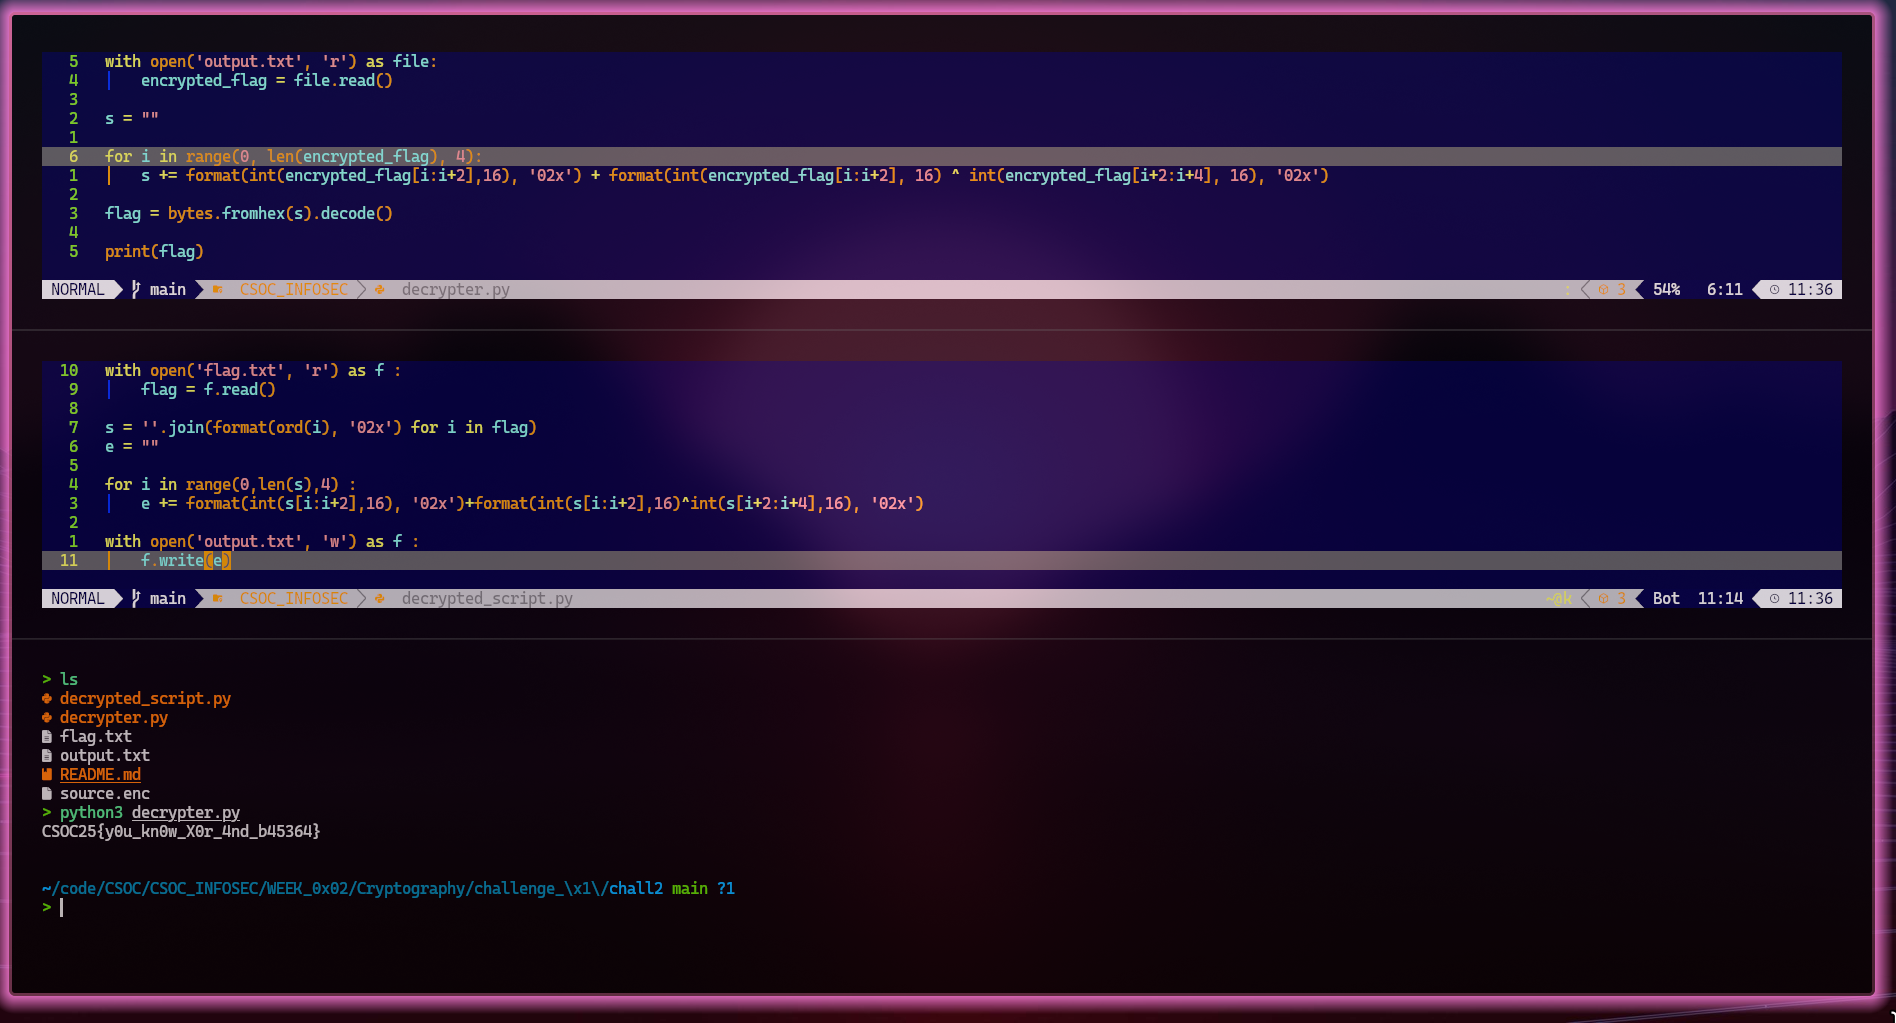 5 with open('output.txt', 'r') as file:
4 encrypted_flag = file.read()
3
2 s = ""
1
6 for i in range(0, len(encrypted_flag), 4):
1 s += format(int(encrypted_flag[i:i+2],16), '02x') + format(int(encrypted_flag[i:i+2], 16) ^ int(encrypted_flag[i+2:i+4], 16), '02x')
2
3 flag = bytes.fromhex(s).decode()
4
5 print(flag)
NORMAL main CSOC_INFOSEC decrypter.py : 3 54% 6:11 11:36
10 with open('flag.txt', 'r') as f :
9 flag = f.read()
8
7 s = ''.join(format(ord(i), '02x') for i in flag)
6 e = ""
5
4 for i in range(0,len(s),4) :
3 e += format(int(s[i:i+2],16), '02x')+format(int(s[i:i+2],16)^int(s[i+2:i+4],16), '02x')
2
1 with open('output.txt', 'w') as f :
11 f.write(e)
NORMAL main CSOC_INFOSEC decrypted_script.py ~@k 3 Bot 11:14 11:36
> ls
decrypted_script.py
decrypter.py
flag.txt
output.txt
README.md
source.enc
> python3 decrypter.py
CSOC25{y0u_kn0w_X0r_4nd_b45364}
~/code/CSOC/CSOC_INFOSEC/WEEK_0x02/Cryptography/challenge_\x1\/chall2 main ?1
>